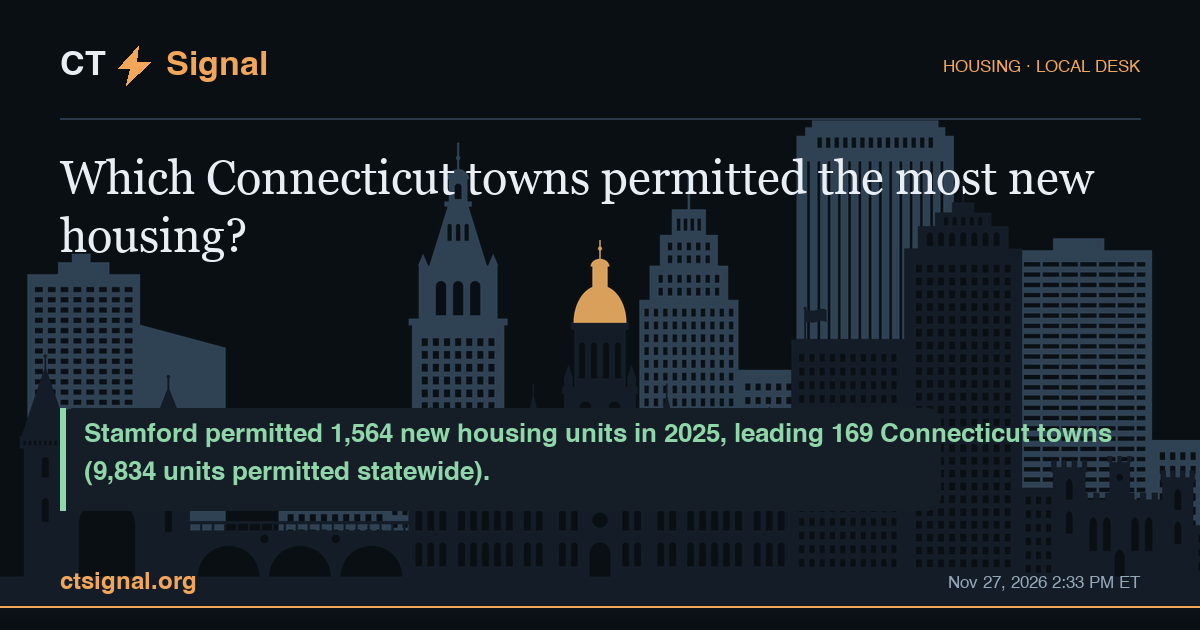 CT Signal
HOUSING · LOCAL DESK
Which Connecticut towns permitted the most new
housing?
Stamford permitted 1,564 new housing units in 2025, leading 169 Connecticut towns
(9,834 units permitted statewide).
ctsignal.org
Nov 27, 2026 2:33 PM ET